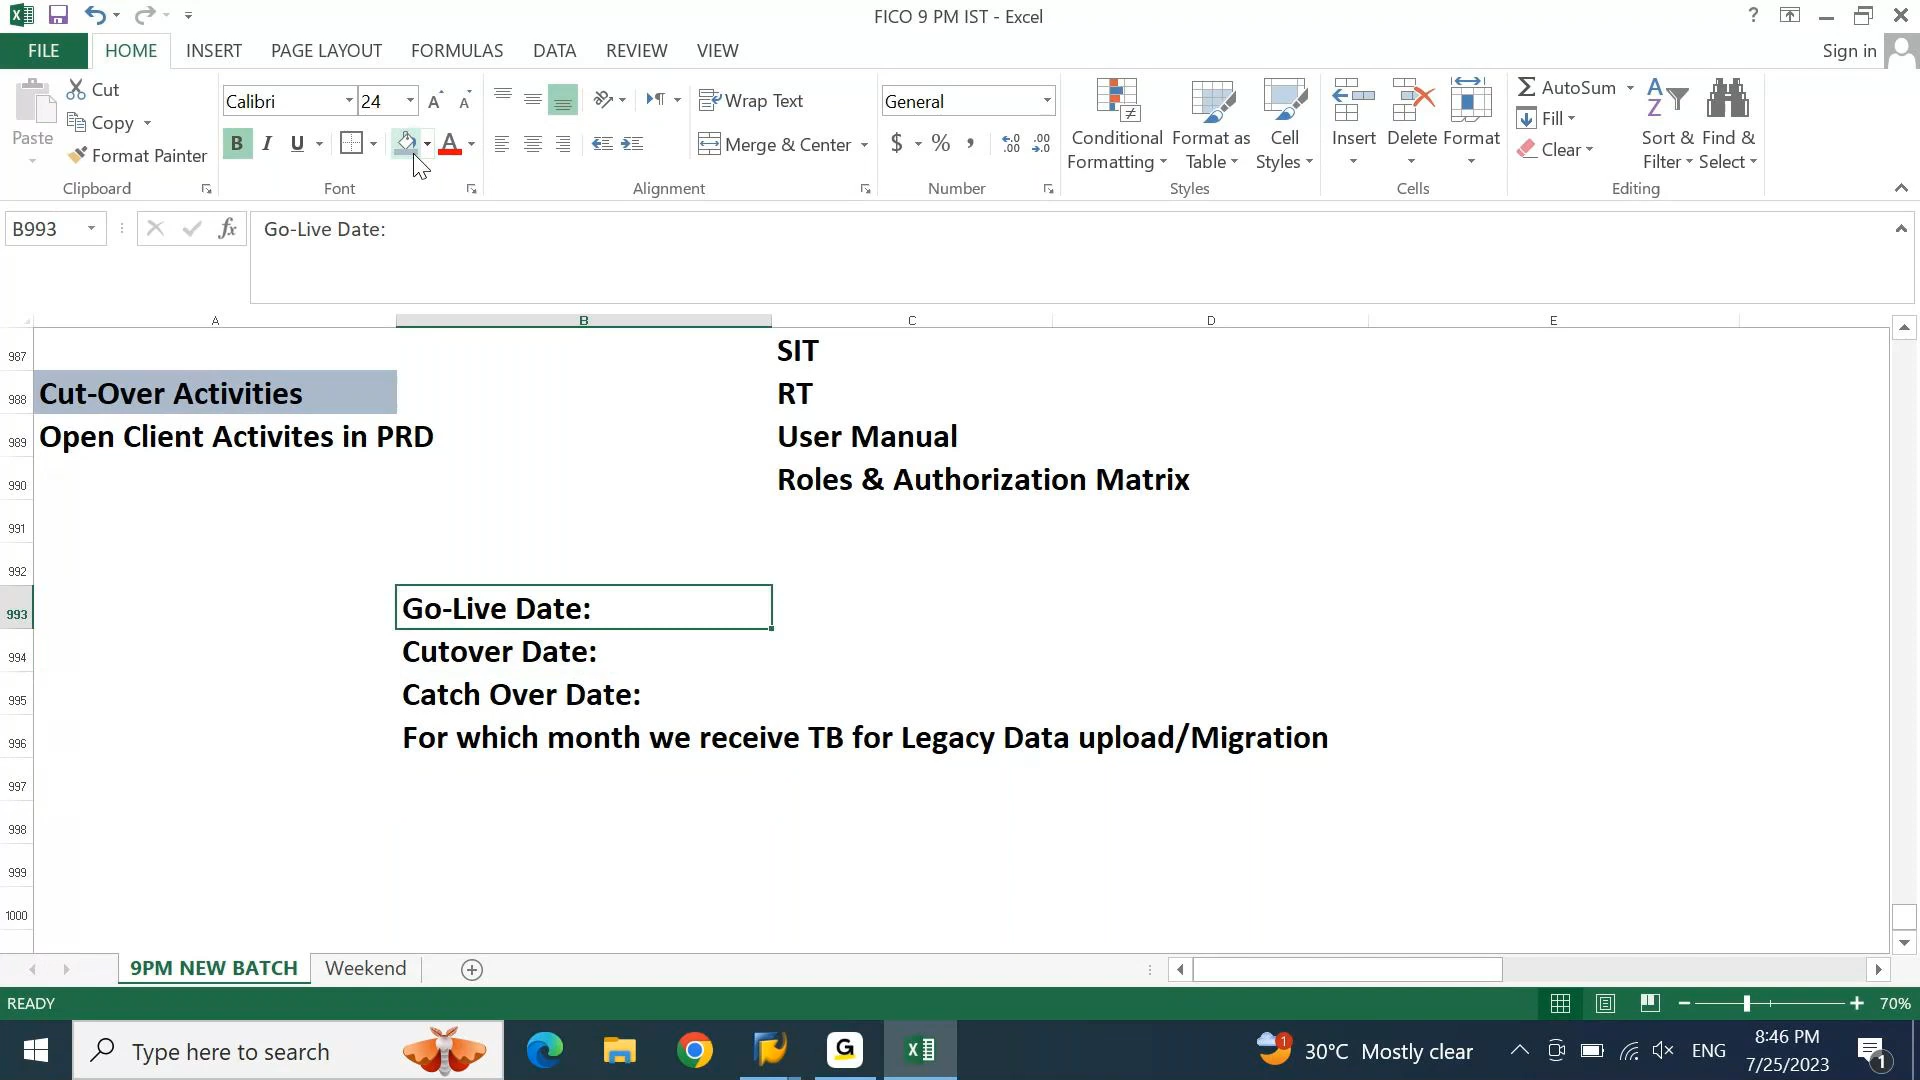 FICO 9 PM IST - Excel
?
FILE HOME INSERT PAGE LAYOUT FORMULAS DATA REVIEW VIEW Sign in
Paste
Cut
Copy
Format Painter
Clipboard
Calibri 24 A A
B I U A
Font
Wrap Text
Merge & Center
Alignment
General
$ % , .00 .00
Number
Conditional Formatting
Format as Table
Cell Styles
Styles
Insert Delete Format
Cells
AutoSum
Fill
Clear
Sort & Filter
Find & Select
Editing
B993 fx Go-Live Date:
A B C D E
987 SIT
988 Cut-Over Activities RT
989 Open Client Activites in PRD User Manual
990 Roles & Authorization Matrix
991
992
993 Go-Live Date:
994 Cutover Date:
995 Catch Over Date:
996 For which month we receive TB for Legacy Data upload/Migration
997
998
999
1000
9PM NEW BATCH Weekend
READY 70%
Type here to search
G
1 30°C Mostly clear ENG 8:46 PM 1
7/25/2023